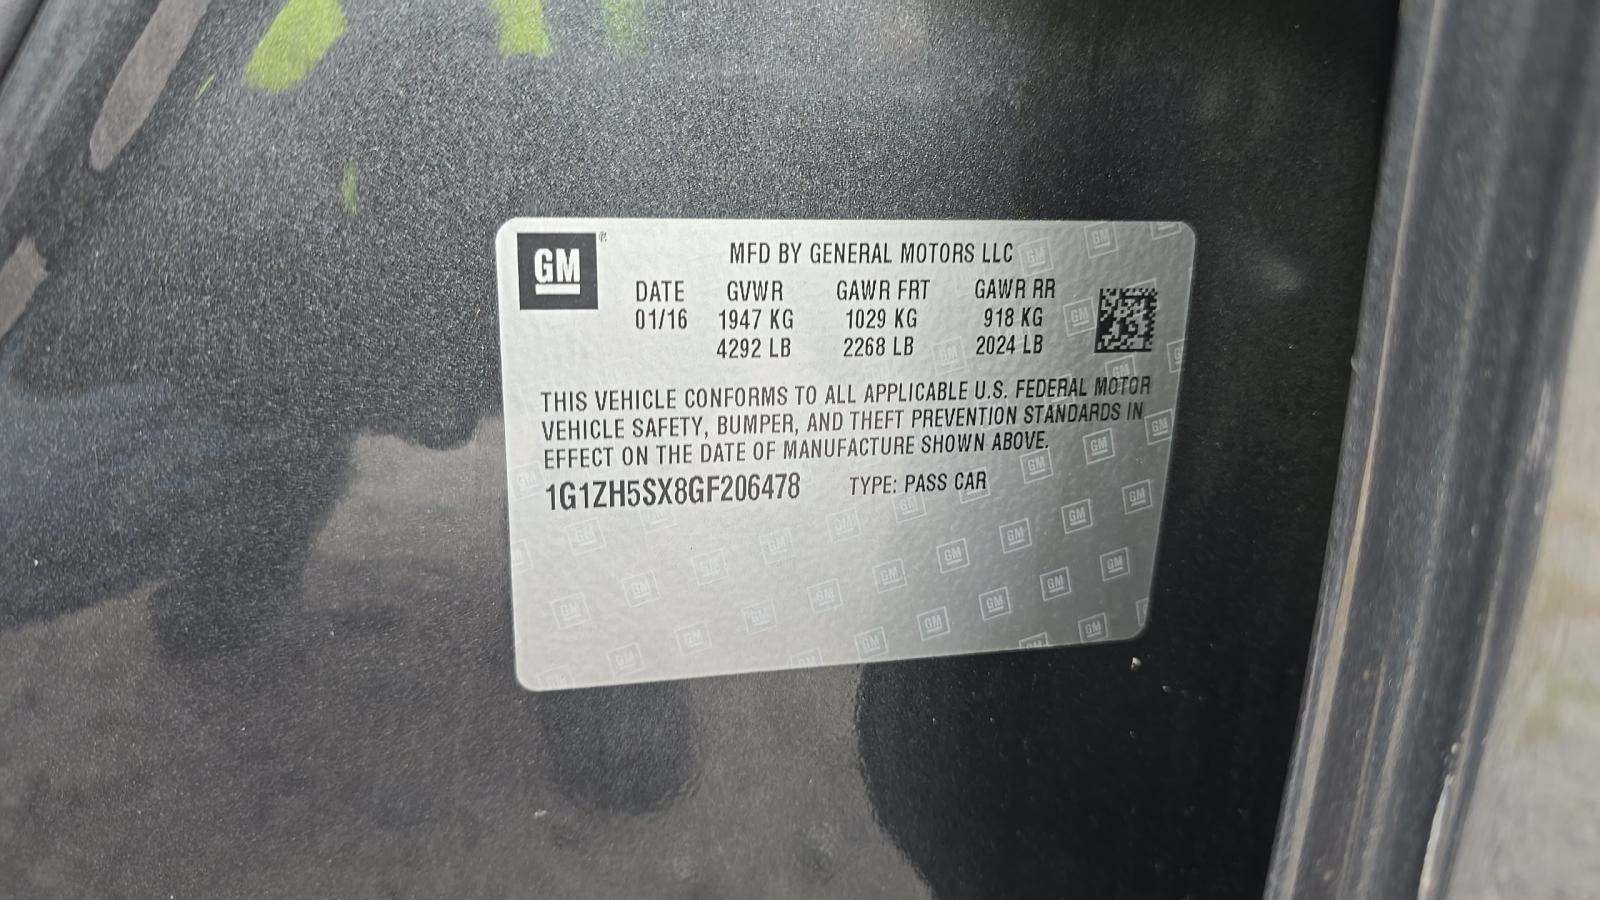 GM®
MFD BY GENERAL MOTORS LLC
DATE GVWR GAWR FRT GAWR RR
01/16 1947 KG 1029 KG 918 KG
4292 LB 2268 LB 2024 LB
THIS VEHICLE CONFORMS TO ALL APPLICABLE U.S. FEDERAL MOTOR
VEHICLE SAFETY, BUMPER, AND THEFT PREVENTION STANDARDS IN
EFFECT ON THE DATE OF MANUFACTURE SHOWN ABOVE.
1G1ZH5SX8GF206478 TYPE: PASS CAR